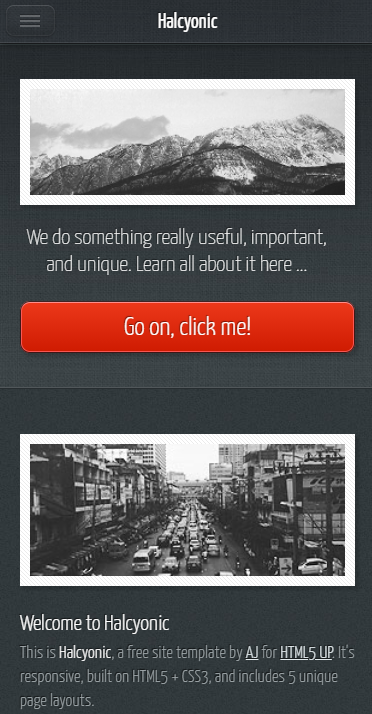 Halcyonic
We do something really useful, important,
and unique. Learn all about it here ...
Go on, click me!
Welcome to Halcyonic
This is Halcyonic, a free site template by AJ for HTML5 UP. It's
responsive, built on HTML5 + CSS3, and includes 5 unique
page layouts.